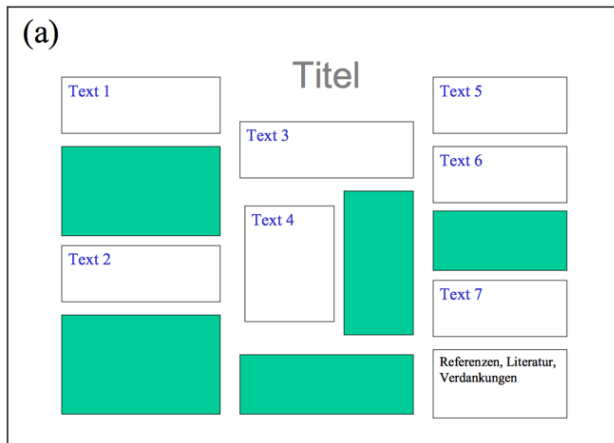 (a)
Titel
Text 1
Text 2
Text 3
Text 4
Text 5
Text 6
Text 7
Referenzen, Literatur,
Verdankungen